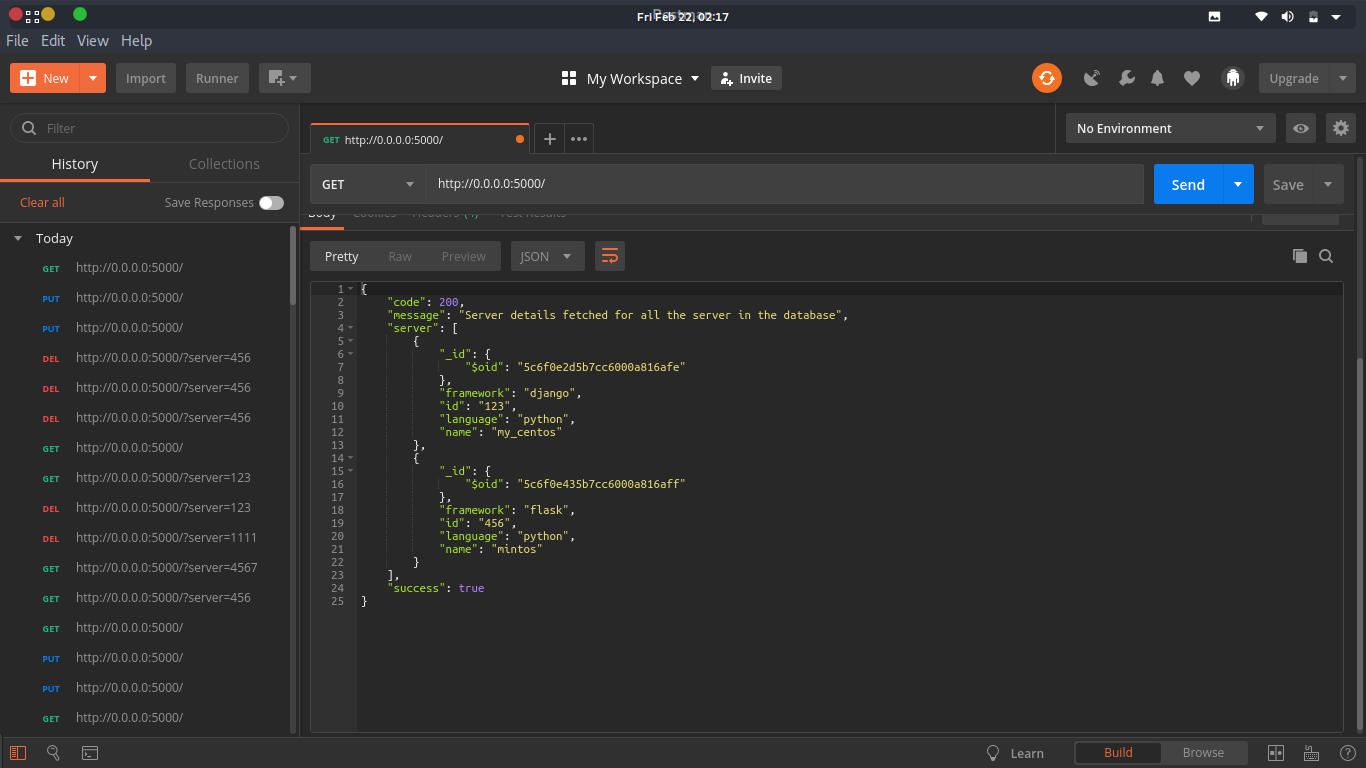 Fri Feb 22, 02:17
File Edit View Help
New Import Runner My Workspace Invite Upgrade
Filter
History Collections
Clear all Save Responses
Today
GET http://0.0.0.0:5000/
PUT http://0.0.0.0:5000/
PUT http://0.0.0.0:5000/
DEL http://0.0.0.0:5000/?server=456
DEL http://0.0.0.0:5000/?server=456
DEL http://0.0.0.0:5000/?server=456
GET http://0.0.0.0:5000/
GET http://0.0.0.0:5000/?server=123
DEL http://0.0.0.0:5000/?server=123
DEL http://0.0.0.0:5000/?server=1111
GET http://0.0.0.0:5000/?server=4567
GET http://0.0.0.0:5000/?server=456
GET http://0.0.0.0:5000/
PUT http://0.0.0.0:5000/
PUT http://0.0.0.0:5000/
GET http://0.0.0.0:5000/
GET http://0.0.0.0:5000/ No Environment
GET http://0.0.0.0:5000/ Send Save
Body Cookies Headers (4) Test Results
Pretty Raw Preview JSON
1 {
2 "code": 200,
3 "message": "Server details fetched for all the server in the database",
4 "server": [
5 {
6 "_id": {
7 "$oid": "5c6f0e2d5b7cc6000a816afe"
8 },
9 "framework": "django",
10 "id": "123",
11 "language": "python",
12 "name": "my_centos"
13 },
14 {
15 "_id": {
16 "$oid": "5c6f0e435b7cc6000a816aff"
17 },
18 "framework": "flask",
19 "id": "456",
20 "language": "python",
21 "name": "mintos"
22 }
23 ],
24 "success": true
25 }
Learn Build Browse